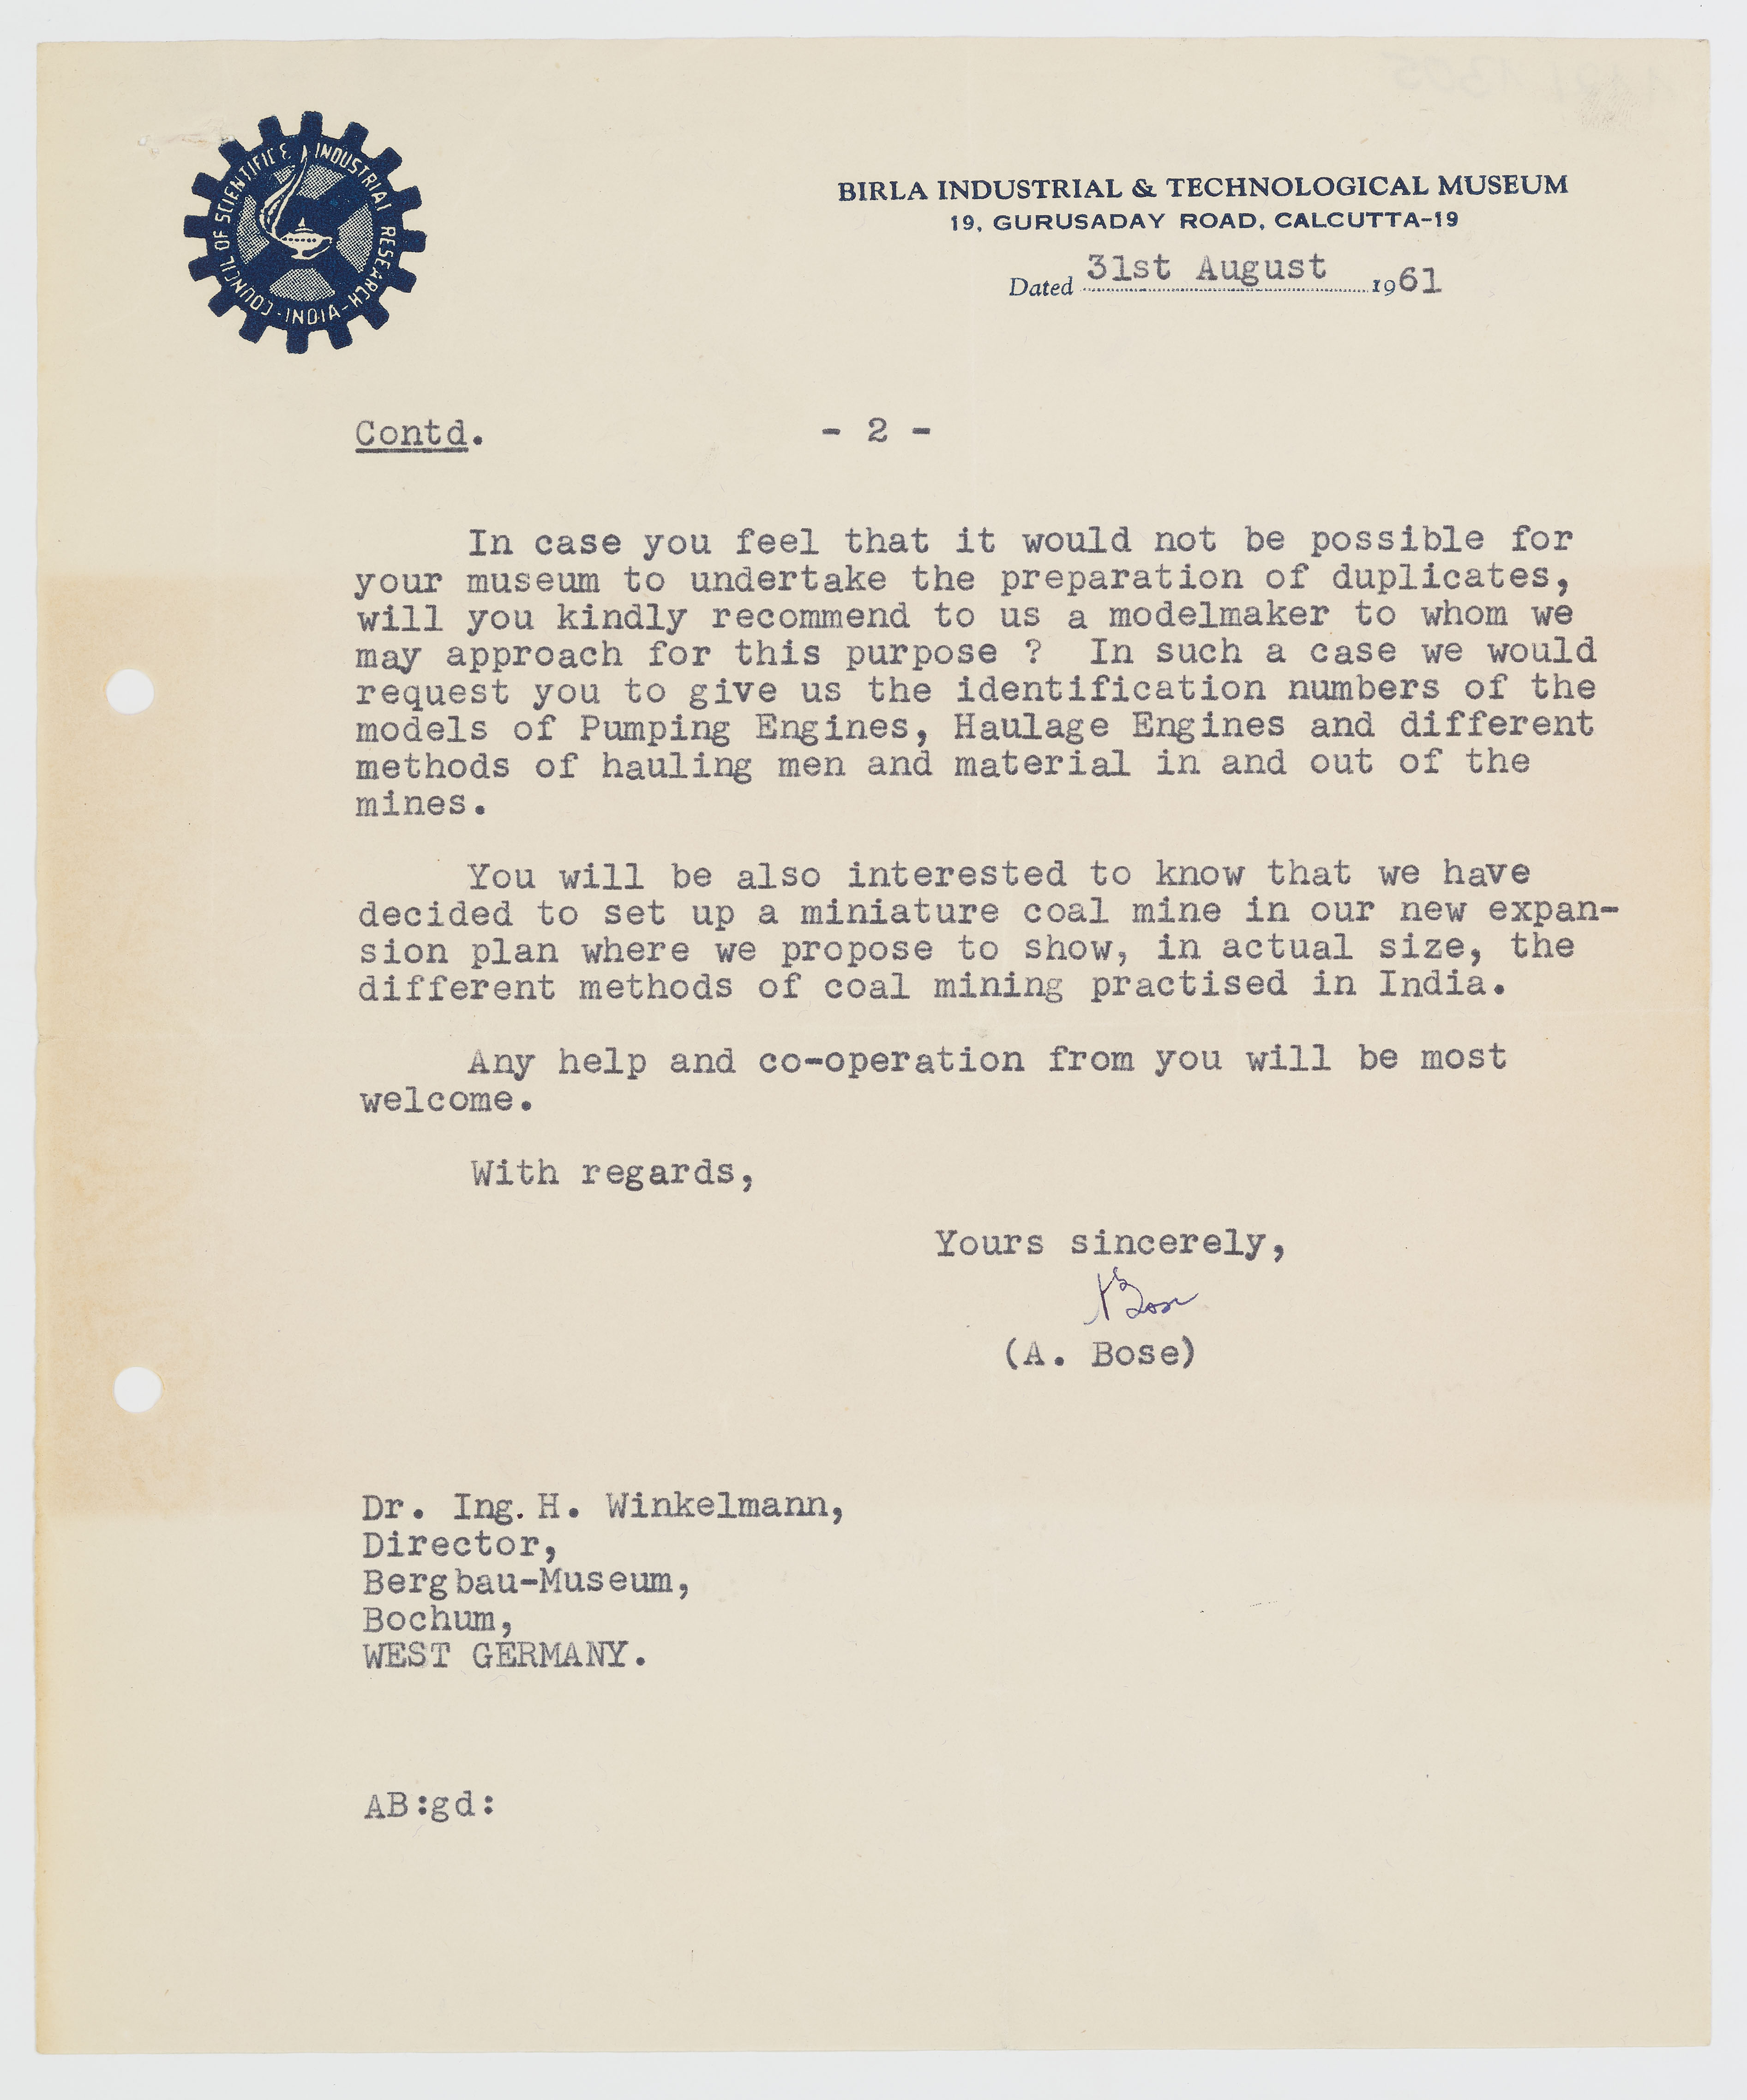 COUNCIL OF SCIENTIFIC & INDUSTRIAL RESEARCH-INDIA-
BIRLA INDUSTRIAL & TECHNOLOGICAL MUSEUM
19, GURUSADAY ROAD, CALCUTTA-19
Dated 31st August 1961
Contd. - 2 -
In case you feel that it would not be possible for
your museum to undertake the preparation of duplicates,
will you kindly recommend to us a modelmaker to whom we
may approach for this purpose ? In such a case we would
request you to give us the identification numbers of the
models of Pumping Engines, Haulage Engines and different
methods of hauling men and material in and out of the
mines.
You will be also interested to know that we have
decided to set up a miniature coal mine in our new expan-
sion plan where we propose to show, in actual size, the
different methods of coal mining practised in India.
Any help and co-operation from you will be most
welcome.
With regards,
Yours sincerely,
ABose
(A. Bose)
Dr. Ing. H. Winkelmann,
Director,
Bergbau-Museum,
Bochum,
WEST GERMANY.
AB:gd: